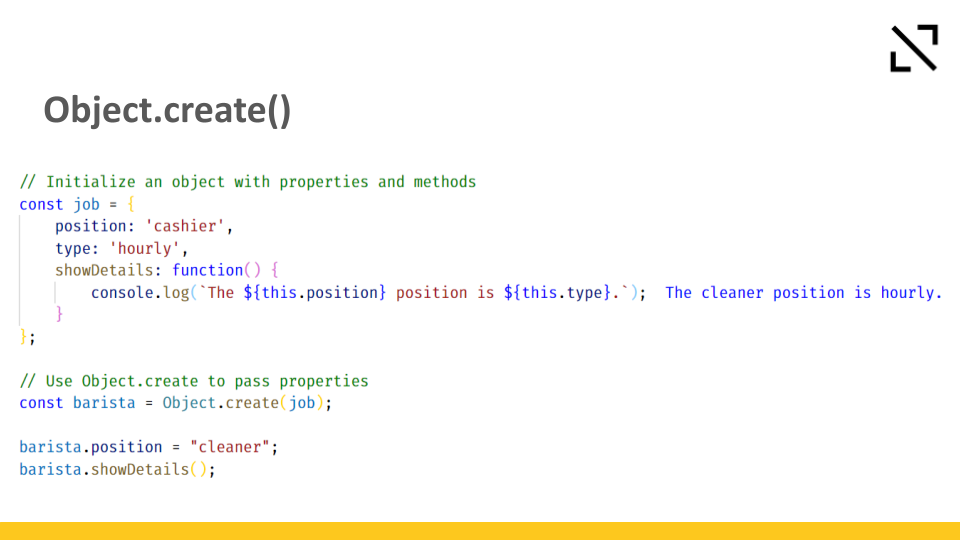 Object.create()
// Initialize an object with properties and methods
const job = {
    position: 'cashier',
    type: 'hourly',
    showDetails: function() {
        console.log(`The ${this.position} position is ${this.type}.`);  The cleaner position is hourly.
    }
};
// Use Object.create to pass properties
const barista = Object.create(job);
barista.position = "cleaner";
barista.showDetails();